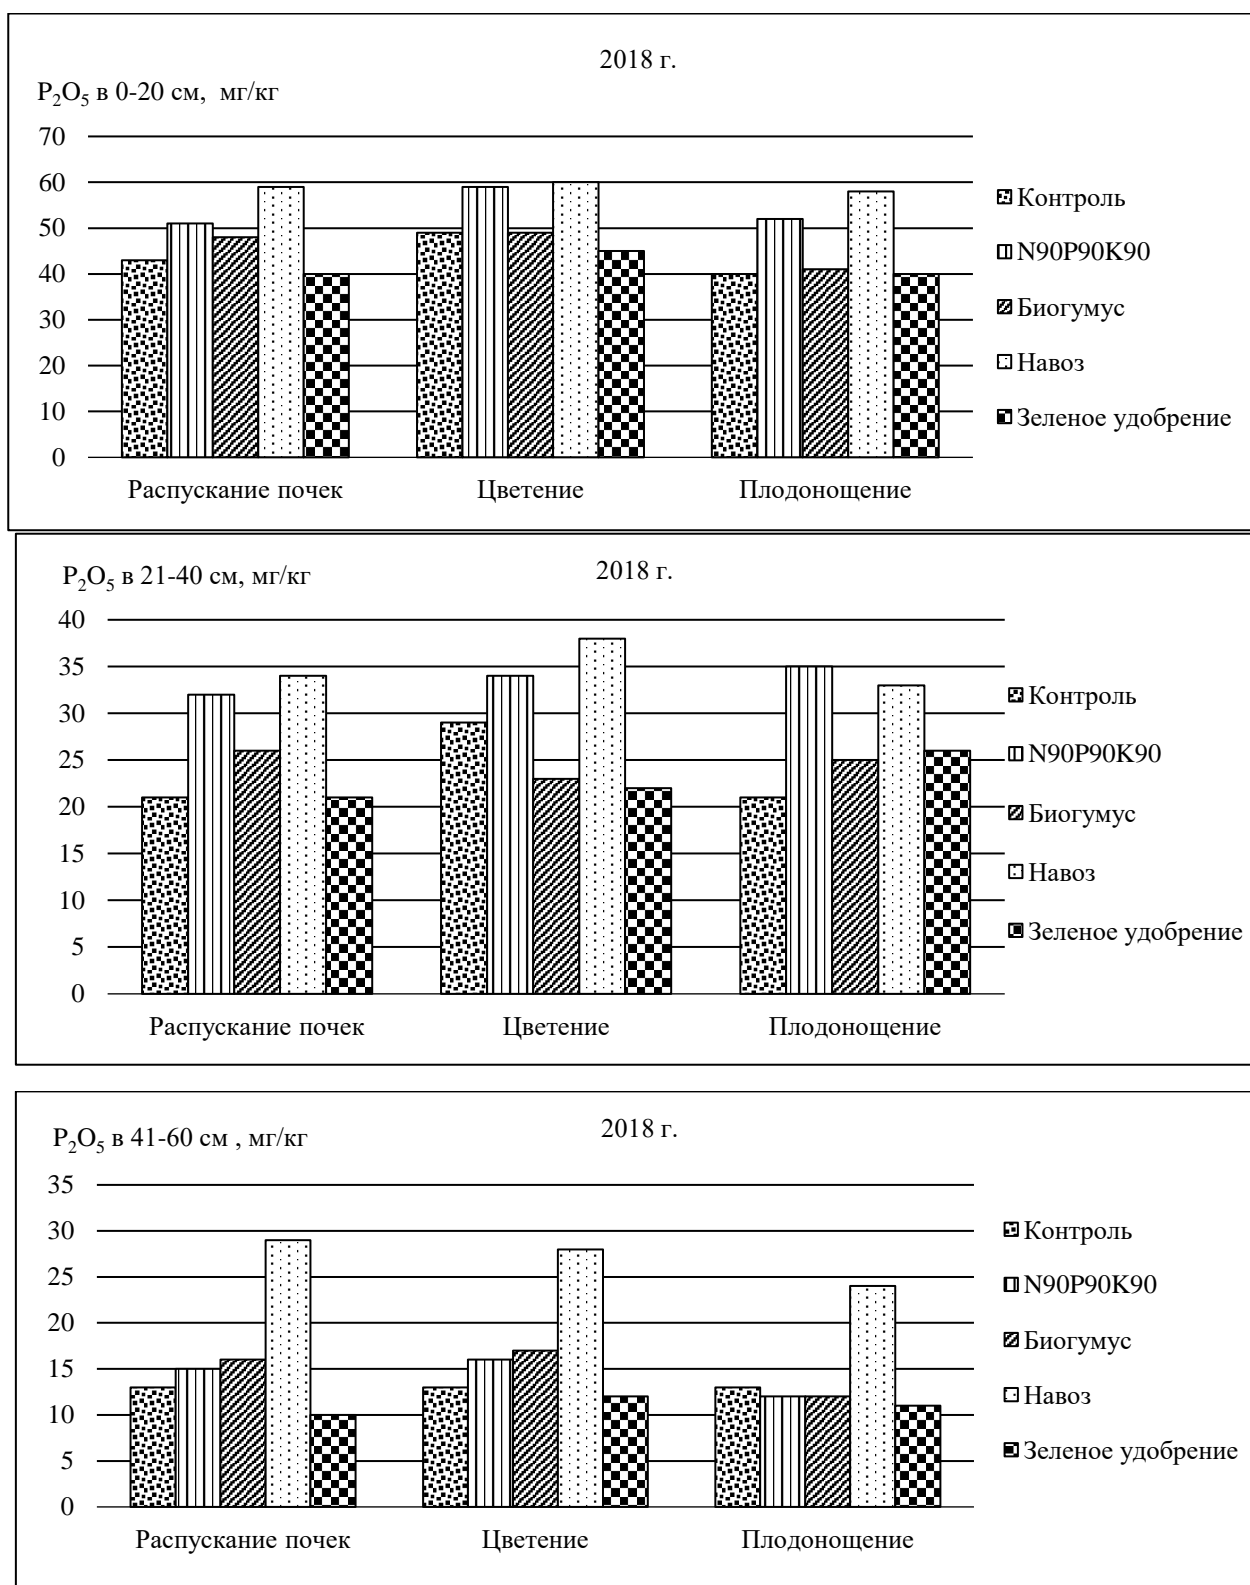 2018 г.
P₂O₅ в 0-20 см, мг/кг
70
60
50
40
30
20
10
0
Распускание почек Цветение Плодонощение
Контроль
N90P90K90
Биогумус
Навоз
Зеленое удобрение
P₂O₅ в 21-40 см, мг/кг 2018 г.
40
35
30
25
20
15
10
5
0
Распускание почек Цветение Плодонощение
Контроль
N90P90K90
Биогумус
Навоз
Зеленое удобрение
P₂O₅ в 41-60 см , мг/кг 2018 г.
35
30
25
20
15
10
5
0
Распускание почек Цветение Плодонощение
Контроль
N90P90K90
Биогумус
Навоз
Зеленое удобрение